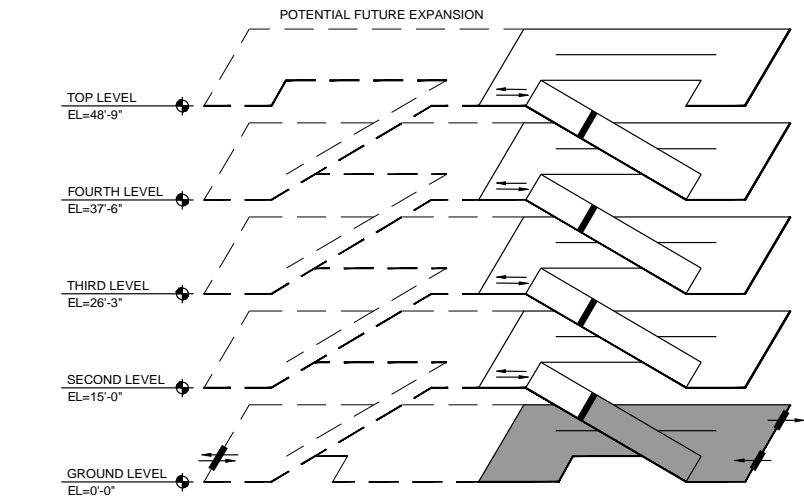 POTENTIAL FUTURE EXPANSION
TOP LEVEL
EL=48'-9"
FOURTH LEVEL
EL=37'-6"
THIRD LEVEL
EL=26'-3"
SECOND LEVEL
EL=15'-0"
GROUND LEVEL
EL=0'-0"